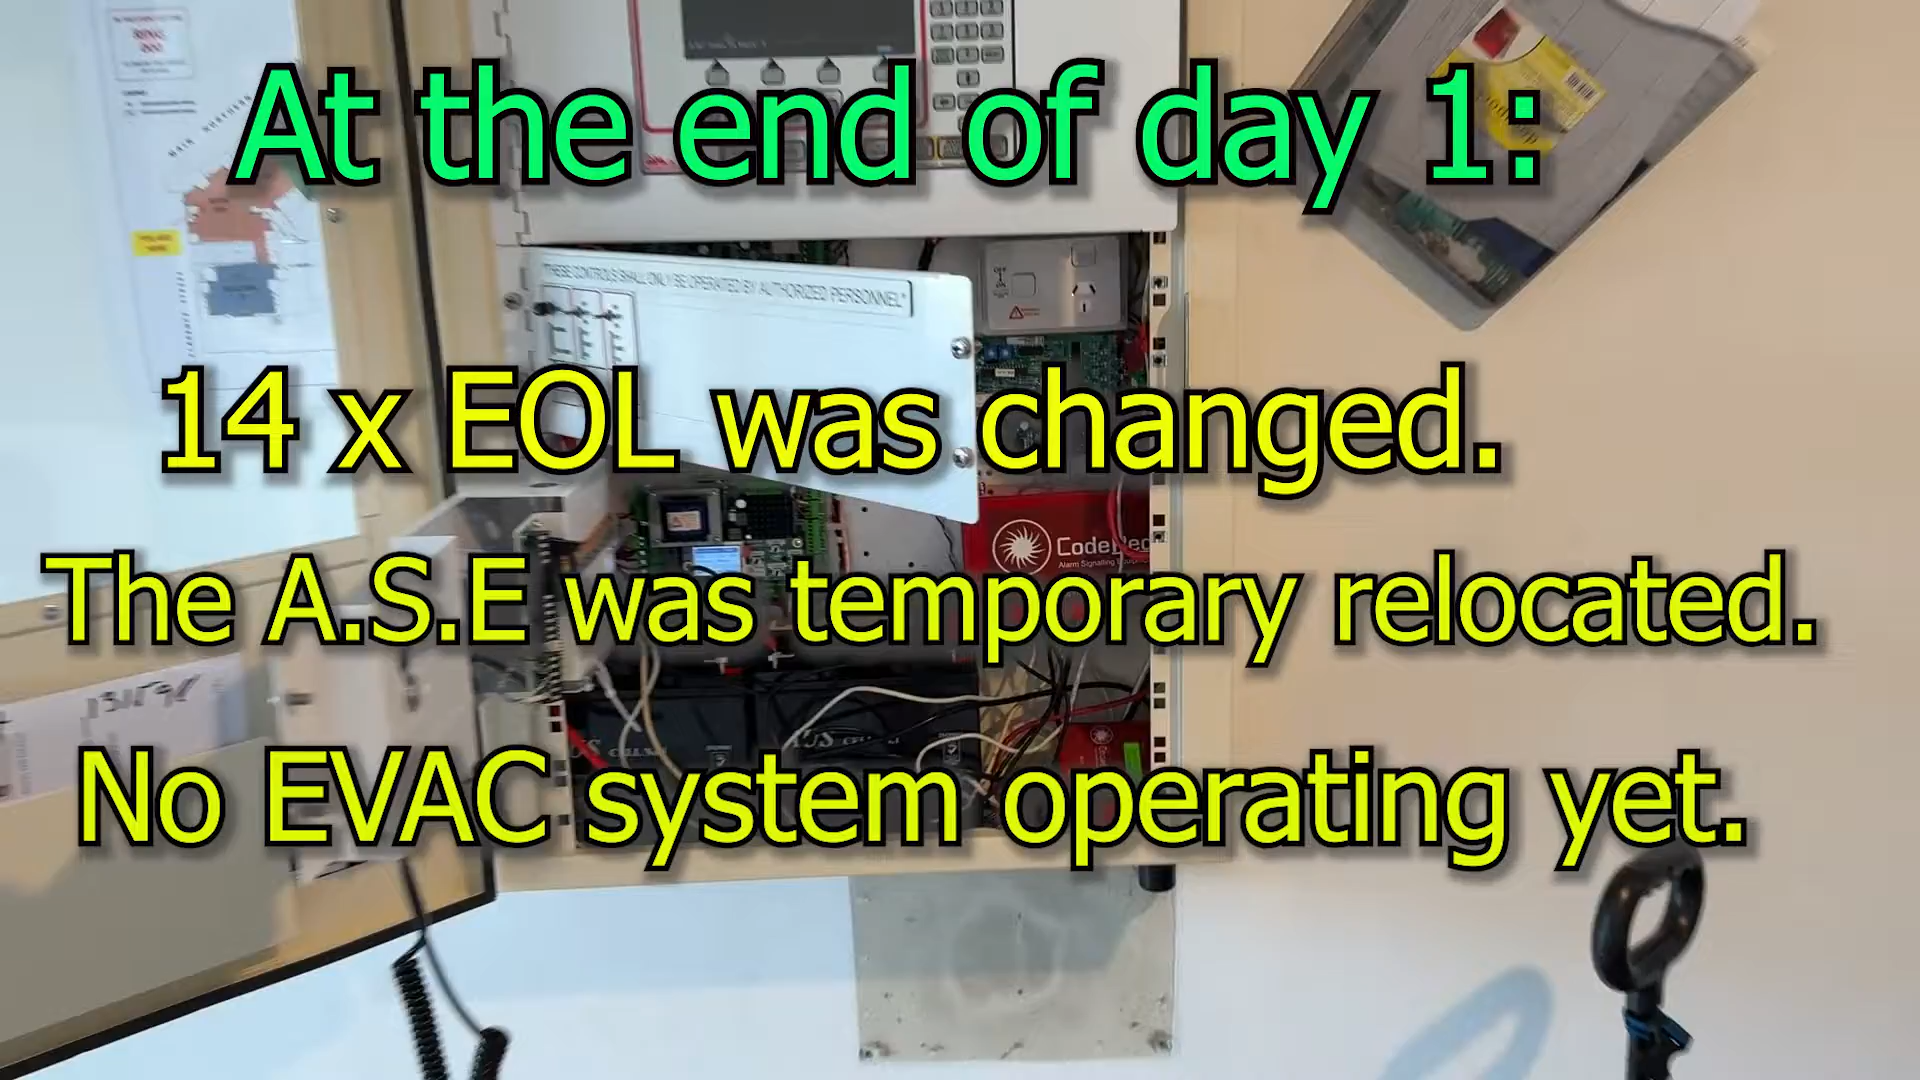 At the end of day 1:
"THESE CONTROLS SHALL ONLY BE OPERATED BY AUTHORIZED PERSONNEL"
14 x EOL was changed.
CodeRed
The A.S.E was temporary relocated.
No EVAC system operating yet.